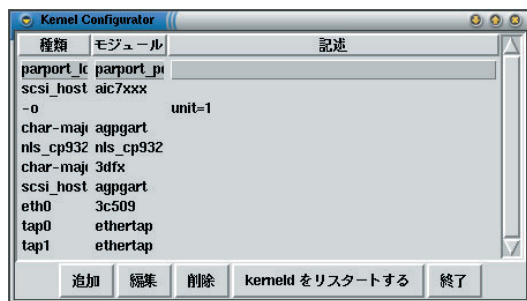 Kernel Configurator
種類 モジュール 記述
parport_lc parport_pc
scsi_host aic7xxx
-o unit=1
char-maj agpgart
nls_cp932 nls_cp932
char-maj 3dfx
scsi_host agpgart
eth0 3c509
tap0 ethertap
tap1 ethertap
追加 編集 削除 kerneld をリスタートする 終了